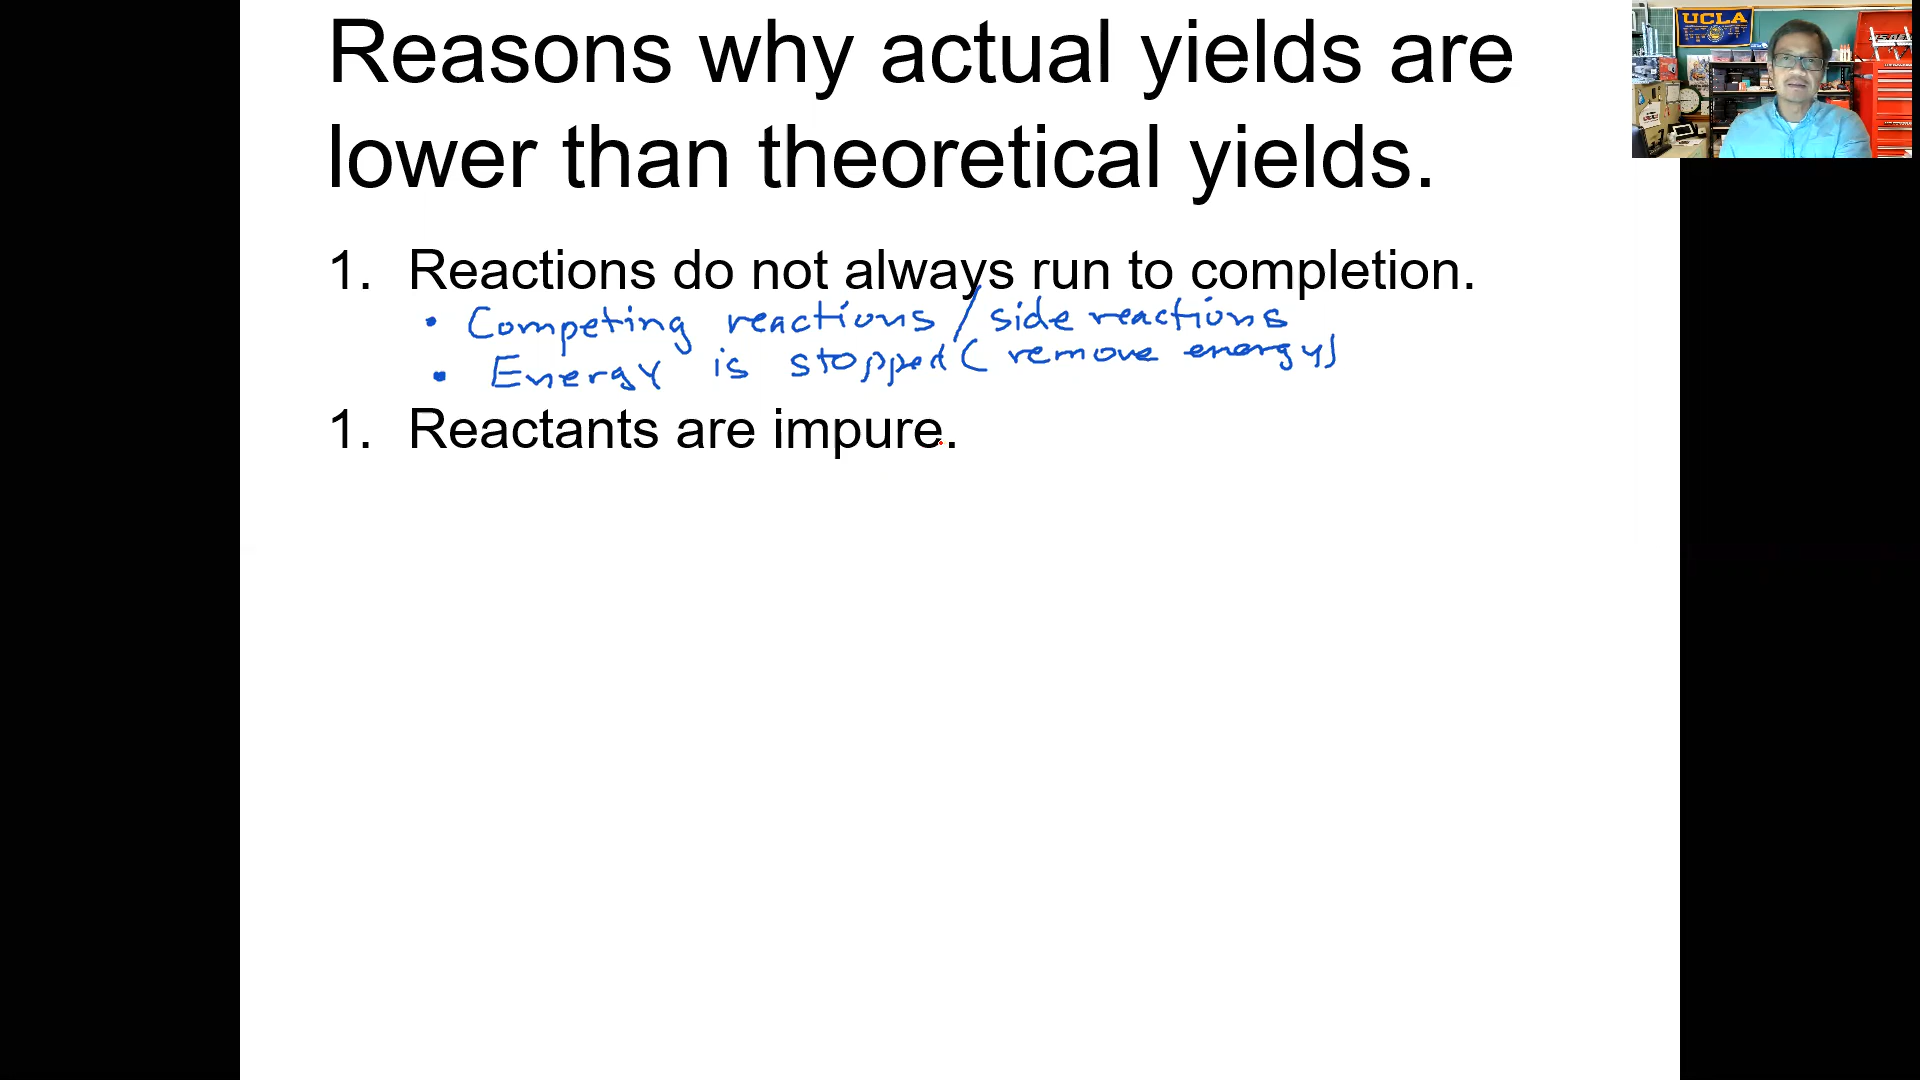 Reasons why actual yields are
lower than theoretical yields.
UCLA
1. Reactions do not always run to completion.
• Competing reactions / side reactions
• Energy is stopped ( remove energy)
1. Reactants are impure.